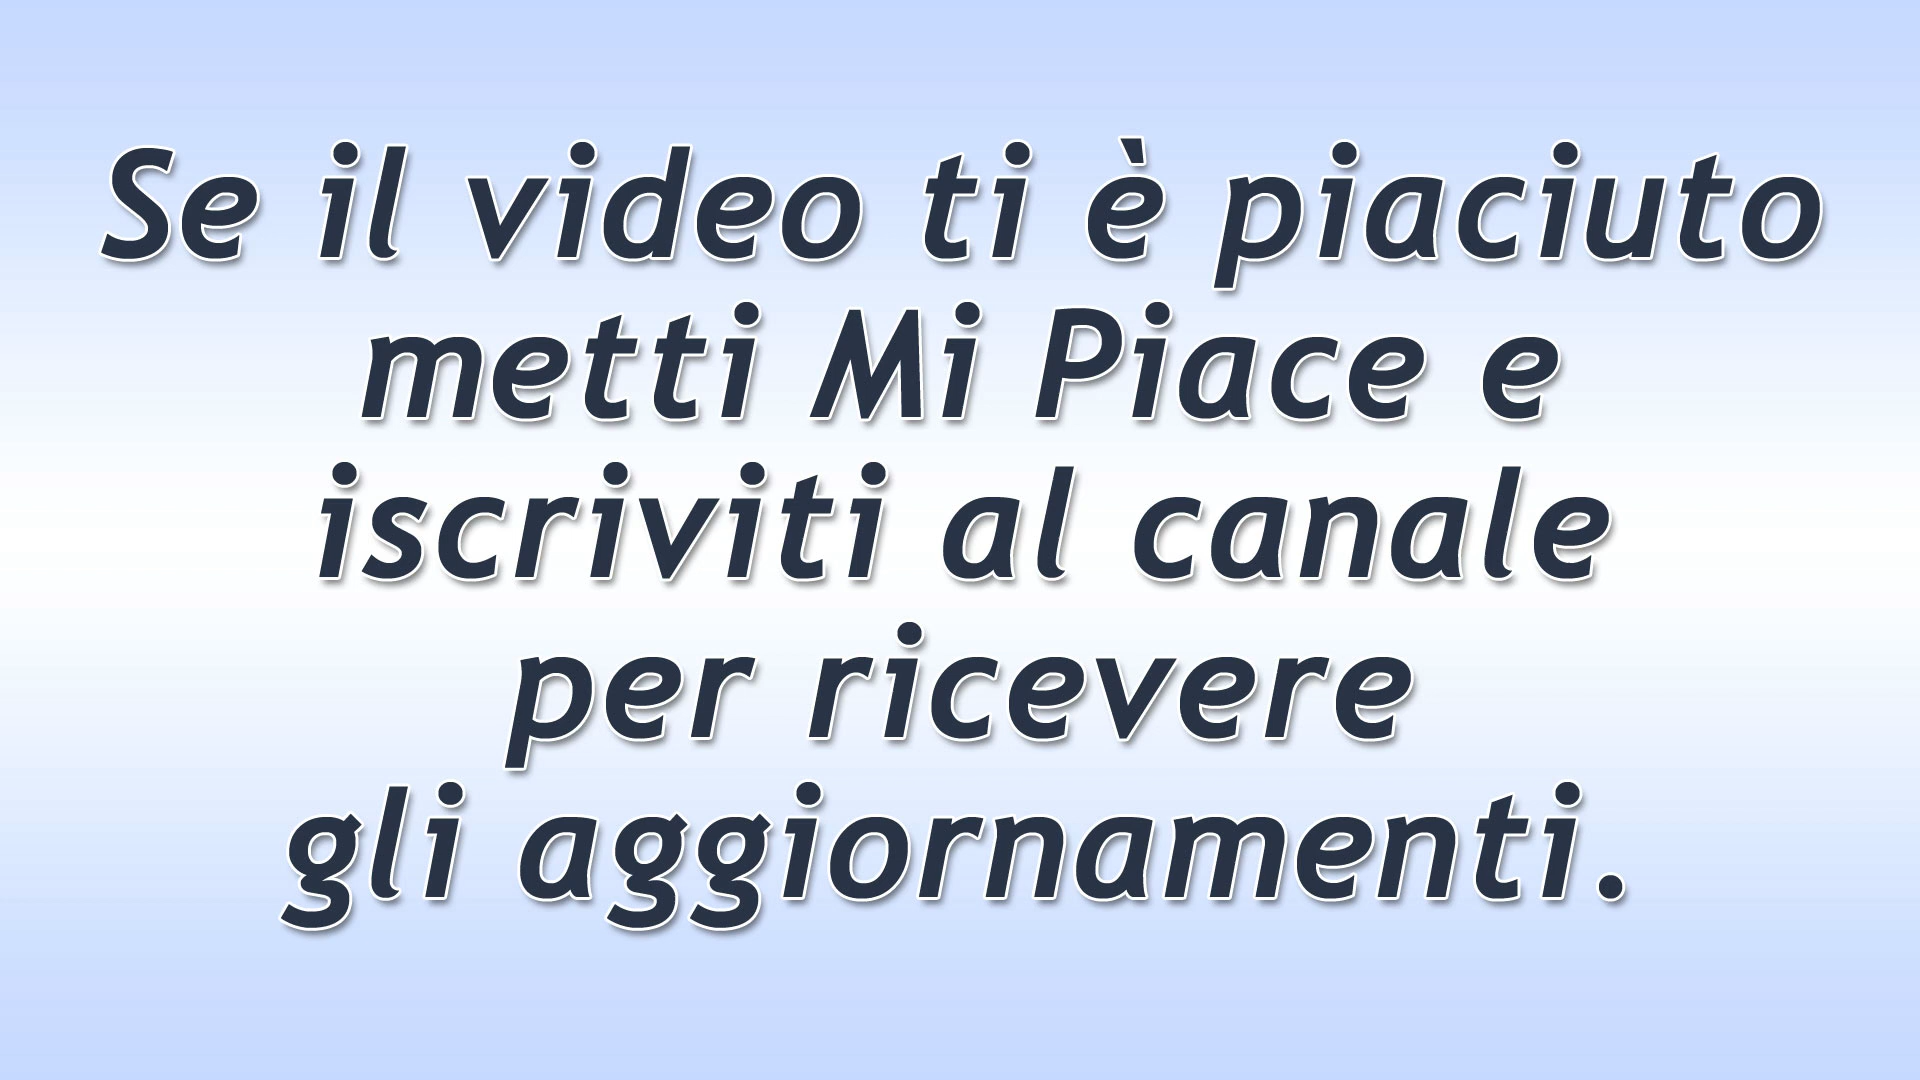 Se il video ti è piaciuto
metti Mi Piace e
iscriviti al canale
per ricevere
gli aggiornamenti.